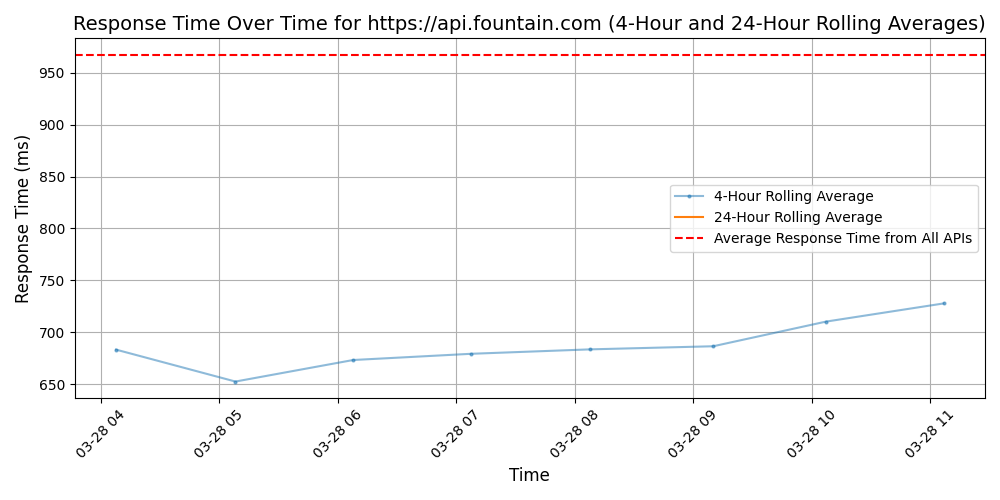 Response Time Over Time for https://api.fountain.com (4-Hour and 24-Hour Rolling Averages)
Response Time (ms)
950
900
850
800
750
700
650
4-Hour Rolling Average
24-Hour Rolling Average
Average Response Time from All APIs
03-28 04
03-28 05
03-28 06
03-28 07
03-28 08
03-28 09
03-28 10
03-28 11
Time